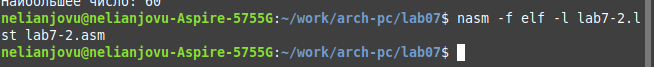 Наибольшее число: 60
nelianjovu@nelianjovu-Aspire-5755G:~/work/arch-pc/lab07$ nasm -f elf -l lab7-2.l
st lab7-2.asm
nelianjovu@nelianjovu-Aspire-5755G:~/work/arch-pc/lab07$